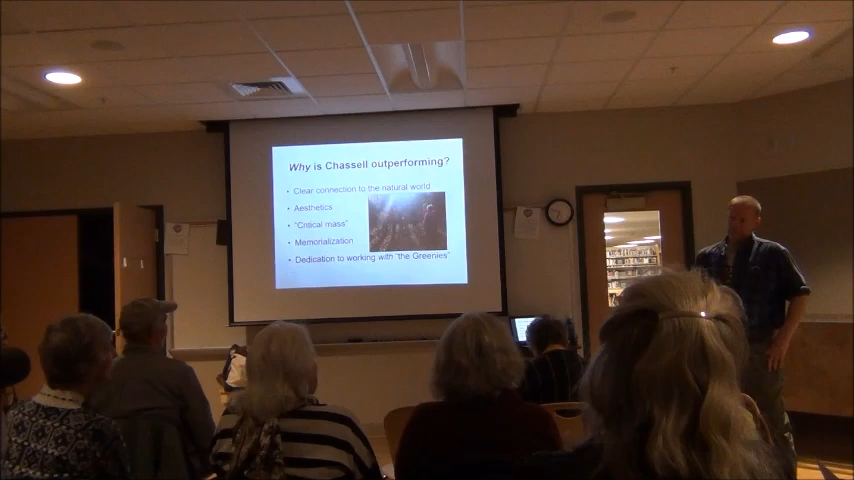 Why is Chassell outperforming?
• Clear connection to the natural world
• Aesthetics
• "Critical mass"
• Memorialization
• Dedication to working with "the Greenies"